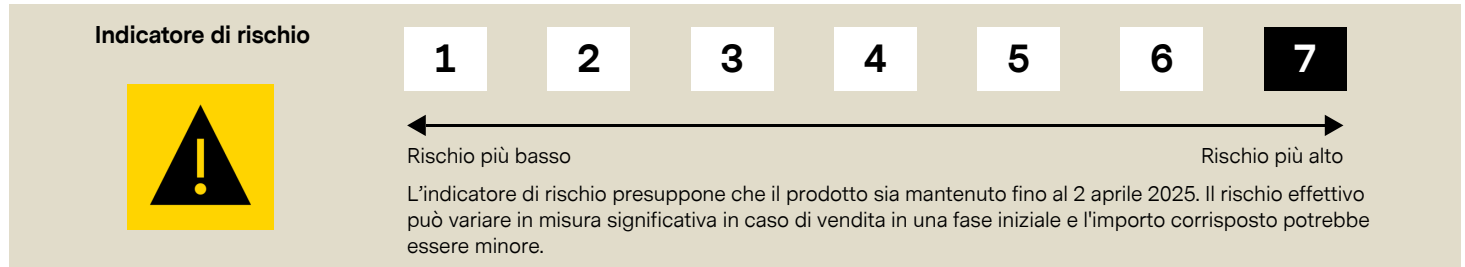 Indicatore di rischio
1 2 3 4 5 6 7
Rischio più basso
Rischio più alto
L’indicatore di rischio presuppone che il prodotto sia mantenuto fino al 2 aprile 2025. Il rischio effettivo
può variare in misura significativa in caso di vendita in una fase iniziale e l'importo corrisposto potrebbe
essere minore.